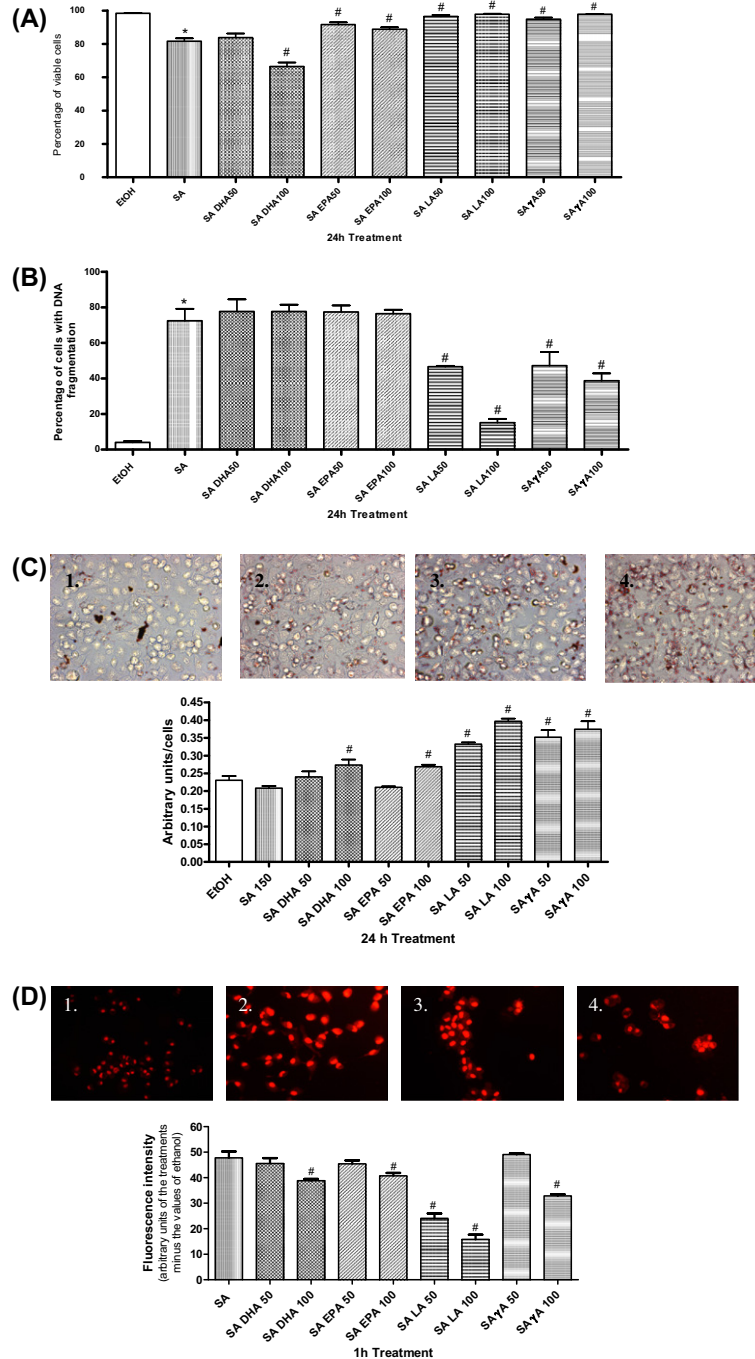 (A)
Percentage of viable cells
100
80
60
40
20
0
*
#
#
#
#
#
#
#
EtOH
SA
SA DHA50
SA DHA100
SA EPA50
SA EPA100
SA LA50
SA LA100
SAγA50
SAγA100
24h Treatment
(B)
Percentage of cells with DNA
fragmentation
100
80
60
40
20
0
*
#
#
#
#
EtOH
SA
SA DHA50
SA DHA100
SA EPA50
SA EPA100
SA LA50
SA LA100
SAγA50
SAγA100
24h Treatment
(C)
1.
2.
3.
4.
Arbitrary units/cells
0.45
0.40
0.35
0.30
0.25
0.20
0.15
0.10
0.05
0.00
#
#
#
#
#
#
EtOH
SA 150
SA DHA 50
SA DHA 100
SA EPA 50
SA EPA 100
SA LA 50
SA LA 100
SAγA 50
SAγA 100
24 h Treatment
(D)
1.
2.
3.
4.
Fluorescence intensity
(arbitrary units of the treatments
minus the values of ethanol)
60
50
40
30
20
10
0
#
#
#
#
#
SA
SA DHA 50
SA DHA 100
SA EPA 50
SA EPA 100
SA LA 50
SA LA 100
SAγA 50
SAγA 100
1h Treatment